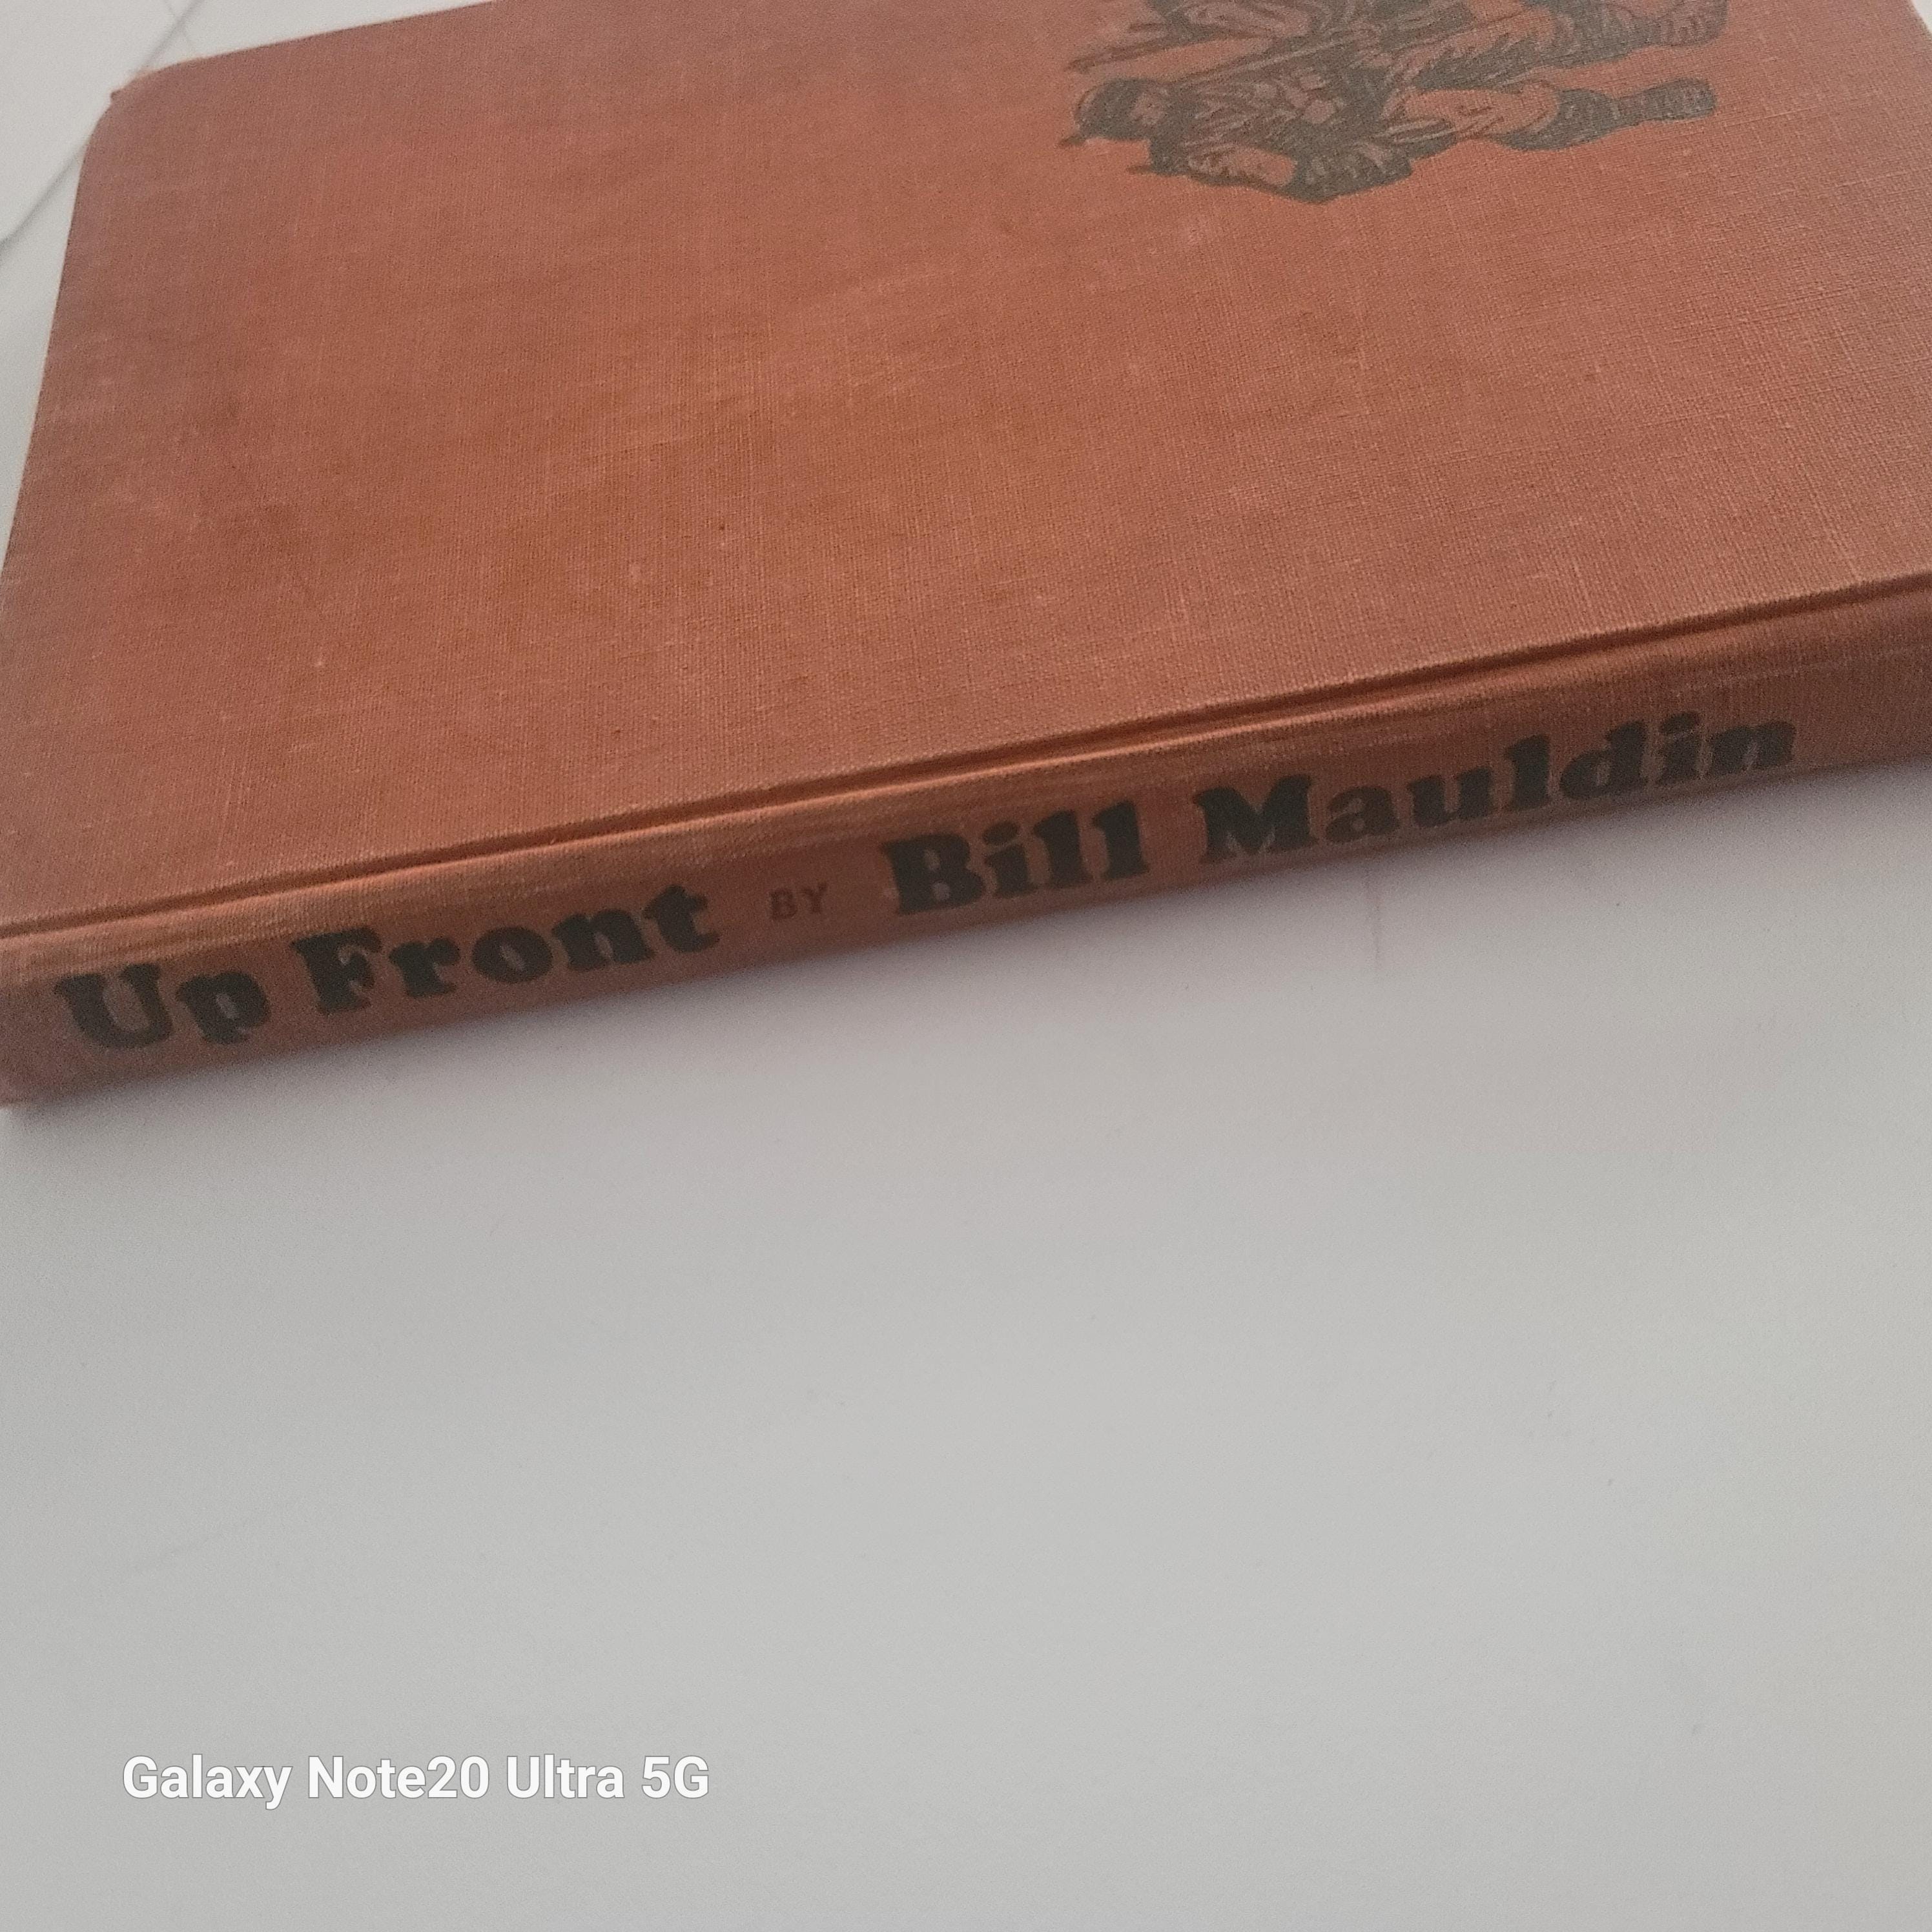 Up Front BY Bill Mauldin
Galaxy Note20 Ultra 5G